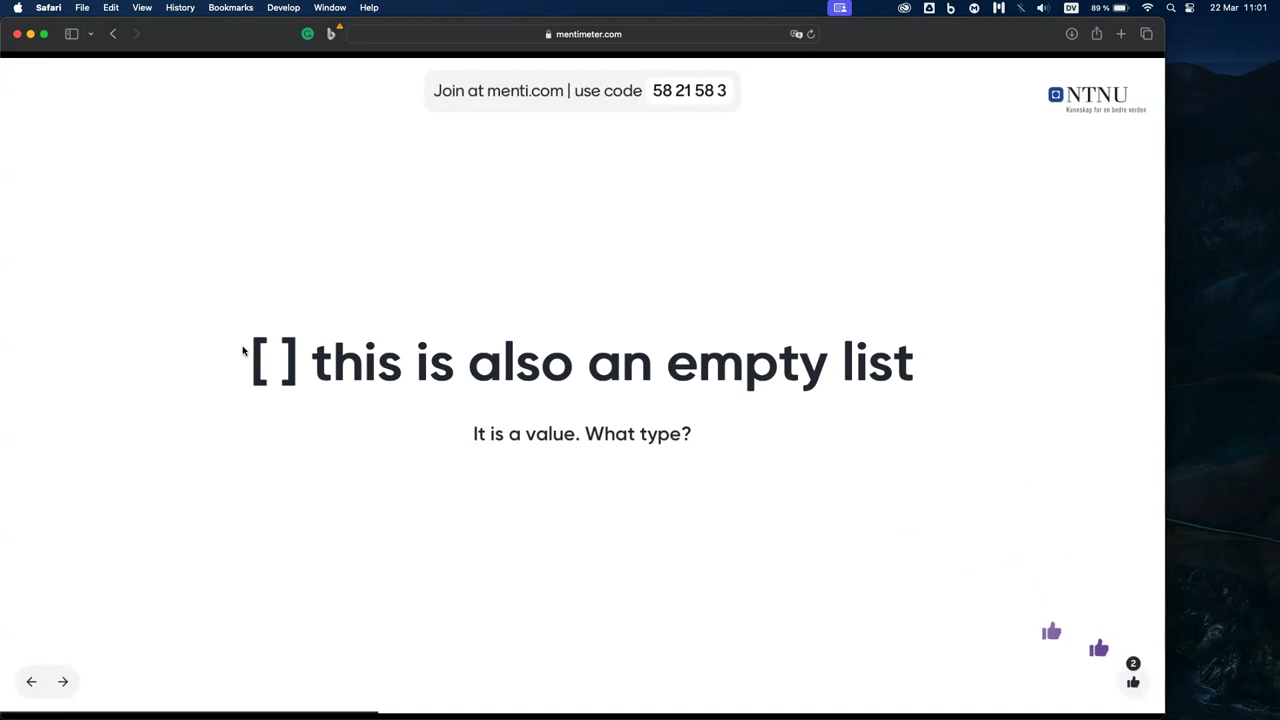 Safari File Edit View History Bookmarks Develop Window Help DV 89 % 22 Mar 11:01
mentimeter.com
Join at menti.com | use code 58 21 58 3
NTNU
Kunnskap for en bedre verden
[ ] this is also an empty list
It is a value. What type?
2